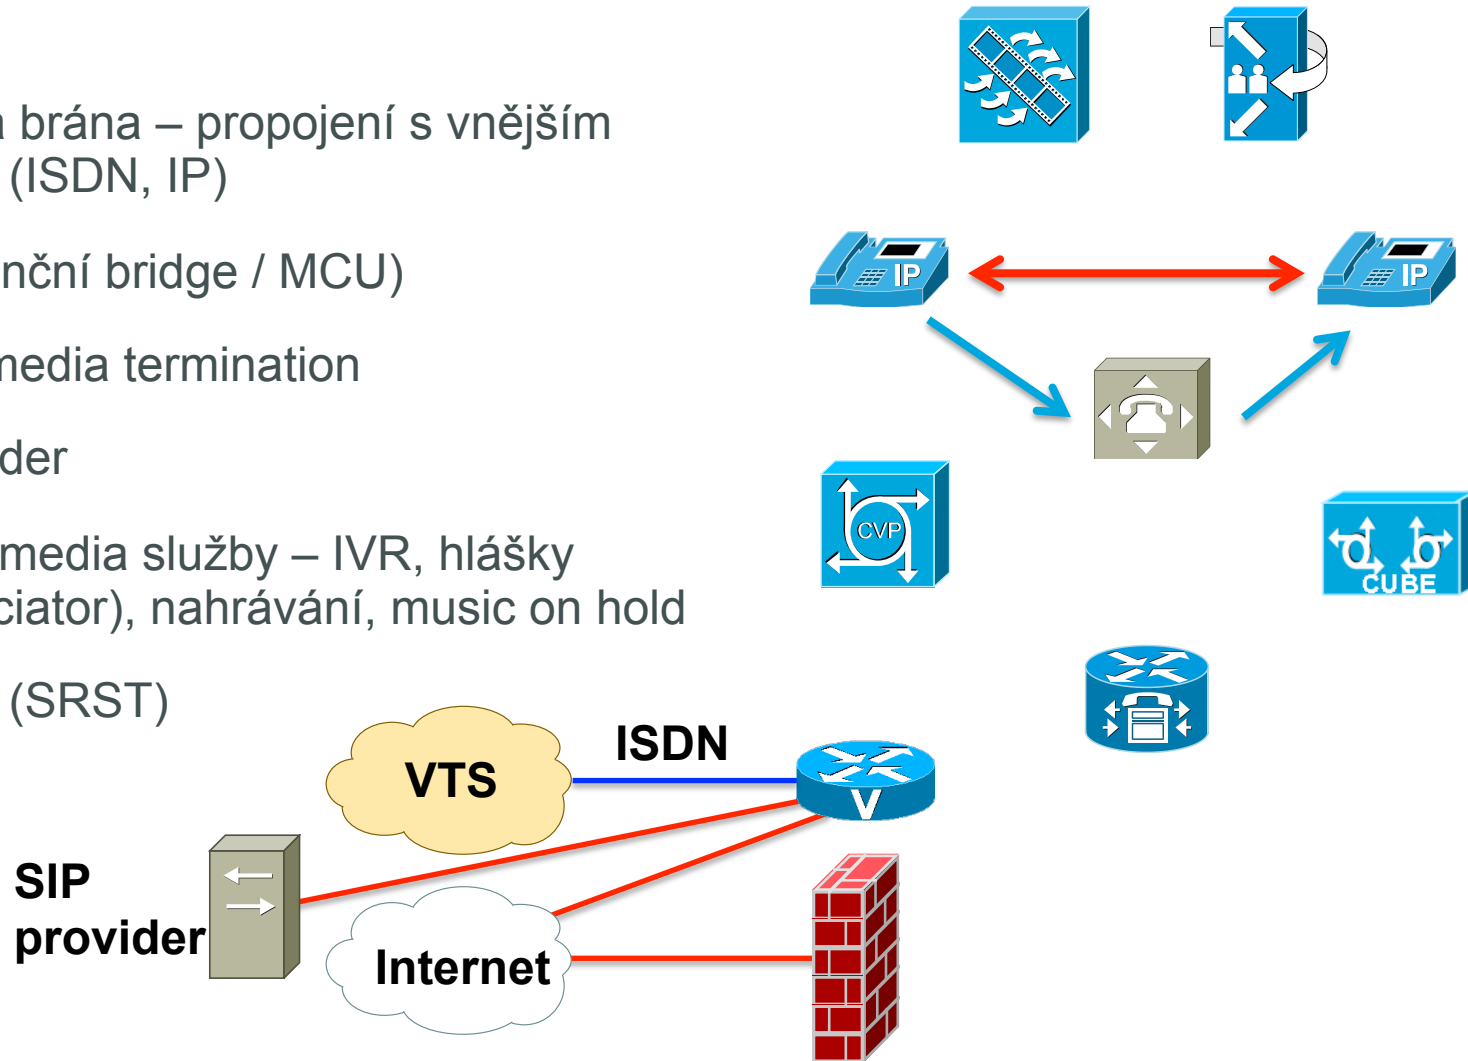 brána – propojení s vnějším
(ISDN, IP)
nční bridge / MCU)
media termination
der
media služby – IVR, hlášky
ciator), nahrávání, music on hold
(SRST)
IP
IP
CVP
CUBE
VTS
ISDN
V
SIP
provider
Internet